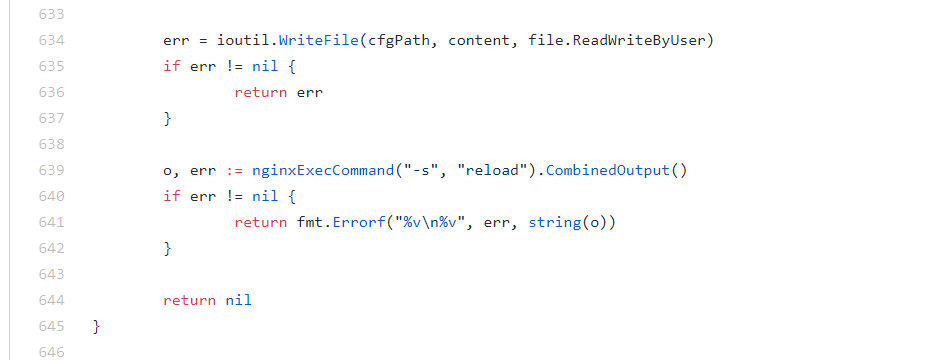 633
634 err = ioutil.WriteFile(cfgPath, content, file.ReadWriteByUser)
635 if err != nil {
636 return err
637 }
638
639 o, err := nginxExecCommand("-s", "reload").CombinedOutput()
640 if err != nil {
641 return fmt.Errorf("%v\n%v", err, string(o))
642 }
643
644 return nil
645 }
646